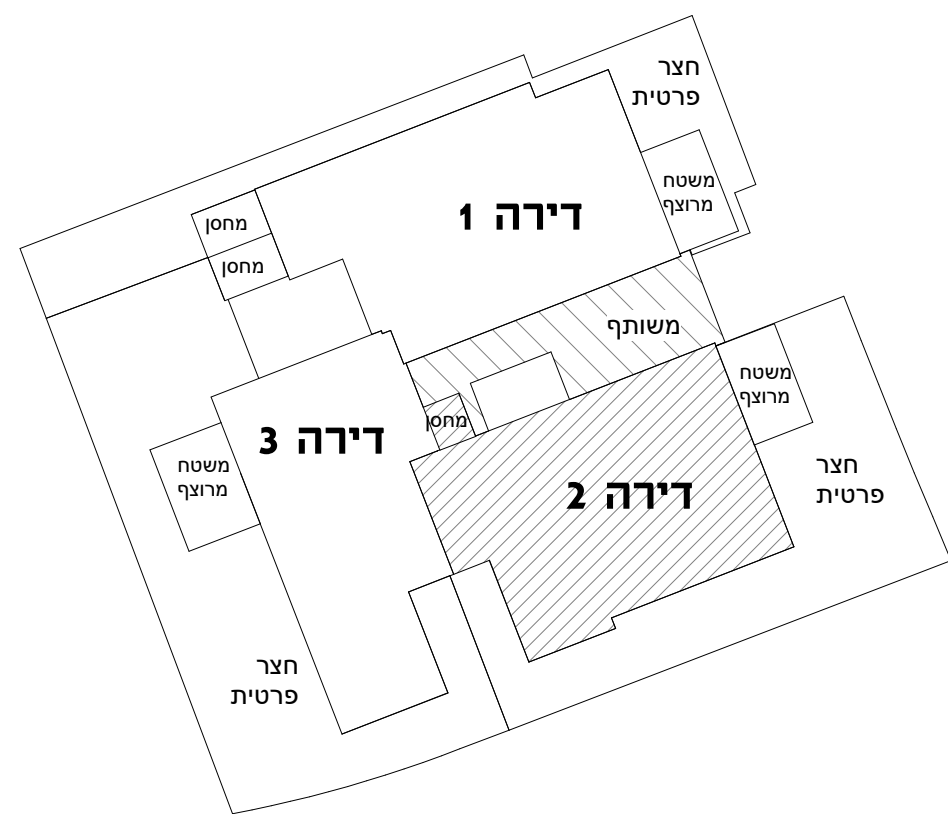 חצר
פרטית
משטח
מרוצף
דירה 1
מחסן
מחסן
משותף
משטח
מרוצף
מחסן
דירה 3
משטח
מרוצף
חצר
פרטית
דירה 2
חצר
פרטית